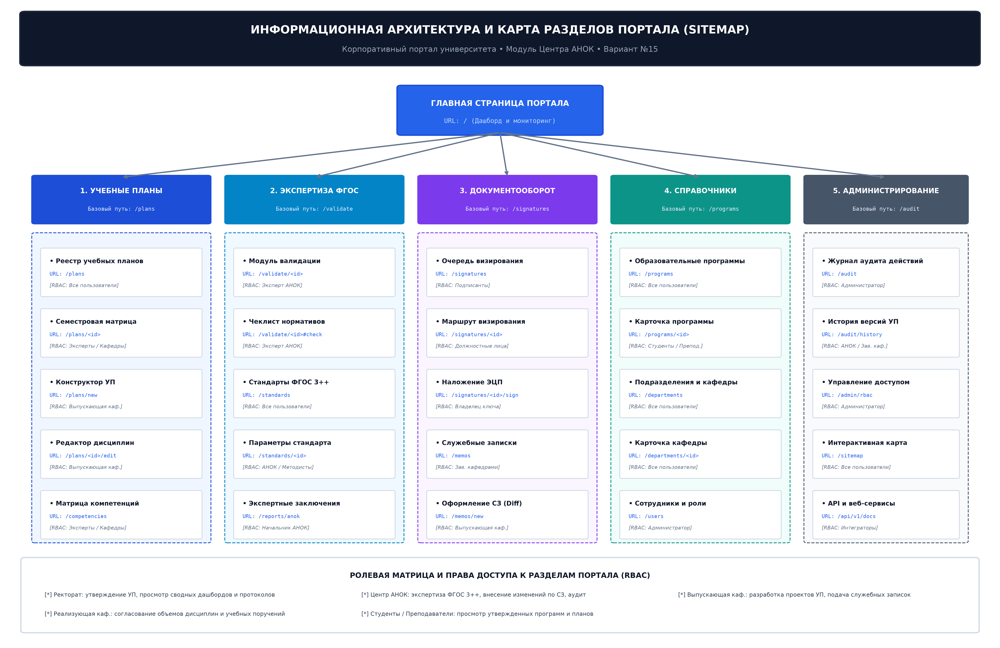 ИНФОРМАЦИОННАЯ АРХИТЕКТУРА И КАРТА РАЗДЕЛОВ ПОРТАЛА (SITEMAP)
Корпоративный портал университета • Модуль Центра АНОК • Вариант №15
ГЛАВНАЯ СТРАНИЦА ПОРТАЛА
URL: / (Дашборд и мониторинг)
1. УЧЕБНЫЕ ПЛАНЫ
Базовый путь: /plans
• Реестр учебных планов
URL: /plans
[RBAC: Все пользователи]
• Семестровая матрица
URL: /plans/<id>
[RBAC: Эксперты / Кафедры]
• Конструктор УП
URL: /plans/new
[RBAC: Выпускающая каф.]
• Редактор дисциплин
URL: /plans/<id>/edit
[RBAC: Выпускающая каф.]
• Матрица компетенций
URL: /competencies
[RBAC: Эксперты / Кафедры]
2. ЭКСПЕРТИЗА ФГОС
Базовый путь: /validate
• Модуль валидации
URL: /validate/<id>
[RBAC: Эксперт АНОК]
• Чеклист нормативов
URL: /validate/<id>#check
[RBAC: Эксперт АНОК]
• Стандарты ФГОС 3++
URL: /standards
[RBAC: Все пользователи]
• Параметры стандарта
URL: /standards/<id>
[RBAC: АНОК / Методисты]
• Экспертные заключения
URL: /reports/anok
[RBAC: Начальник АНОК]
3. ДОКУМЕНТООБОРОТ
Базовый путь: /signatures
• Очередь визирования
URL: /signatures
[RBAC: Подписанты]
• Маршрут визирования
URL: /signatures/<id>
[RBAC: Должностные лица]
• Наложение ЭЦП
URL: /signatures/<id>/sign
[RBAC: Владелец ключа]
• Служебные записки
URL: /memos
[RBAC: Зав. кафедрами]
• Оформление СЗ (Diff)
URL: /memos/new
[RBAC: Выпускающая каф.]
4. СПРАВОЧНИКИ
Базовый путь: /programs
• Образовательные программы
URL: /programs
[RBAC: Все пользователи]
• Карточка программы
URL: /programs/<id>
[RBAC: Студенты / Препод.]
• Подразделения и кафедры
URL: /departments
[RBAC: Все пользователи]
• Карточка кафедры
URL: /departments/<id>
[RBAC: Все пользователи]
• Сотрудники и роли
URL: /users
[RBAC: Администратор]
5. АДМИНИСТРИРОВАНИЕ
Базовый путь: /audit
• Журнал аудита действий
URL: /audit
[RBAC: Администратор]
• История версий УП
URL: /audit/history
[RBAC: АНОК / Зав. каф.]
• Управление доступом
URL: /admin/rbac
[RBAC: Администратор]
• Интерактивная карта
URL: /sitemap
[RBAC: Все пользователи]
• API и веб-сервисы
URL: /api/v1/docs
[RBAC: Интеграторы]
РОЛЕВАЯ МАТРИЦА И ПРАВА ДОСТУПА К РАЗДЕЛАМ ПОРТАЛА (RBAC)
[*] Ректорат: утверждение УП, просмотр сводных дашбордов и протоколов
[*] Центр АНОК: экспертиза ФГОС 3++, внесение изменений по СЗ, аудит
[*] Выпускающая каф.: разработка проектов УП, подача служебных записок
[*] Реализующая каф.: согласование объемов дисциплин и учебных поручений
[*] Студенты / Преподаватели: просмотр утвержденных программ и планов